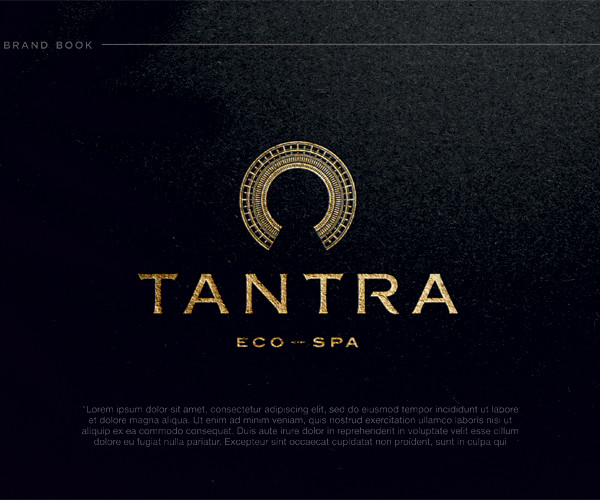 BRAND BOOK
TANTRA
ECO SPA
"Lorem ipsum dolor sit amet, consectetur adipiscing elit, sed do eiusmod tempor incididunt ut labore
et dolore magna aliqua. Ut enim ad minim veniam, quis nostrud exercitation ullamco laboris nisi ut
aliquip ex ea commodo consequat. Duis aute irure dolor in reprehenderit in voluptate velit esse cillum
dolore eu fugiat nulla pariatur. Excepteur sint occaecat cupidatat non proident, sunt in culpa qui